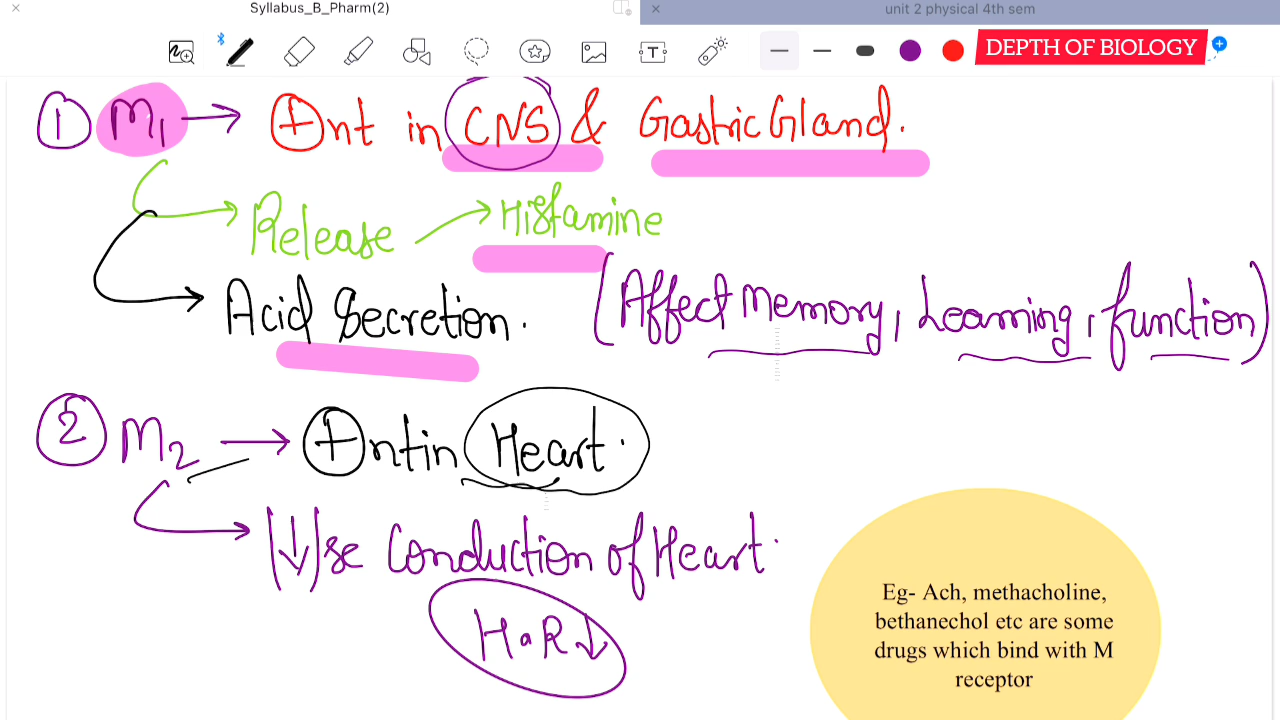 Syllabus_B_Pharm(2)
unit 2 physical 4th sem
DEPTH OF BIOLOGY
① M₁ → ⊕nt in CNS & Gastric Gland.
Release → Histamine
Acid Secretion. (Affect Memory, Learning, function)
② M₂ → ⊕nt in Heart.
(↓)se Conduction of Heart.
H.R↓
Eg- Ach, methacholine,
bethanechol etc are some
drugs which bind with M
receptor